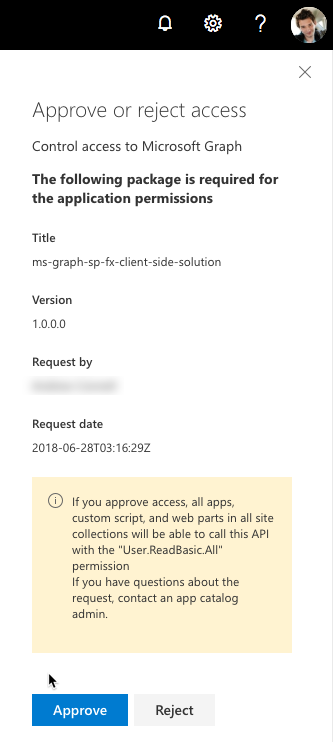 Approve or reject access
Control access to Microsoft Graph
The following package is required for
the application permissions
Title
ms-graph-sp-fx-client-side-solution
Version
1.0.0.0
Request by
Request date
2018-06-28T03:16:29Z
If you approve access, all apps,
custom script, and web parts in all site
collections will be able to call this API
with the "User.ReadBasic.All"
permission
If you have questions about the
request, contact an app catalog
admin.
Approve
Reject